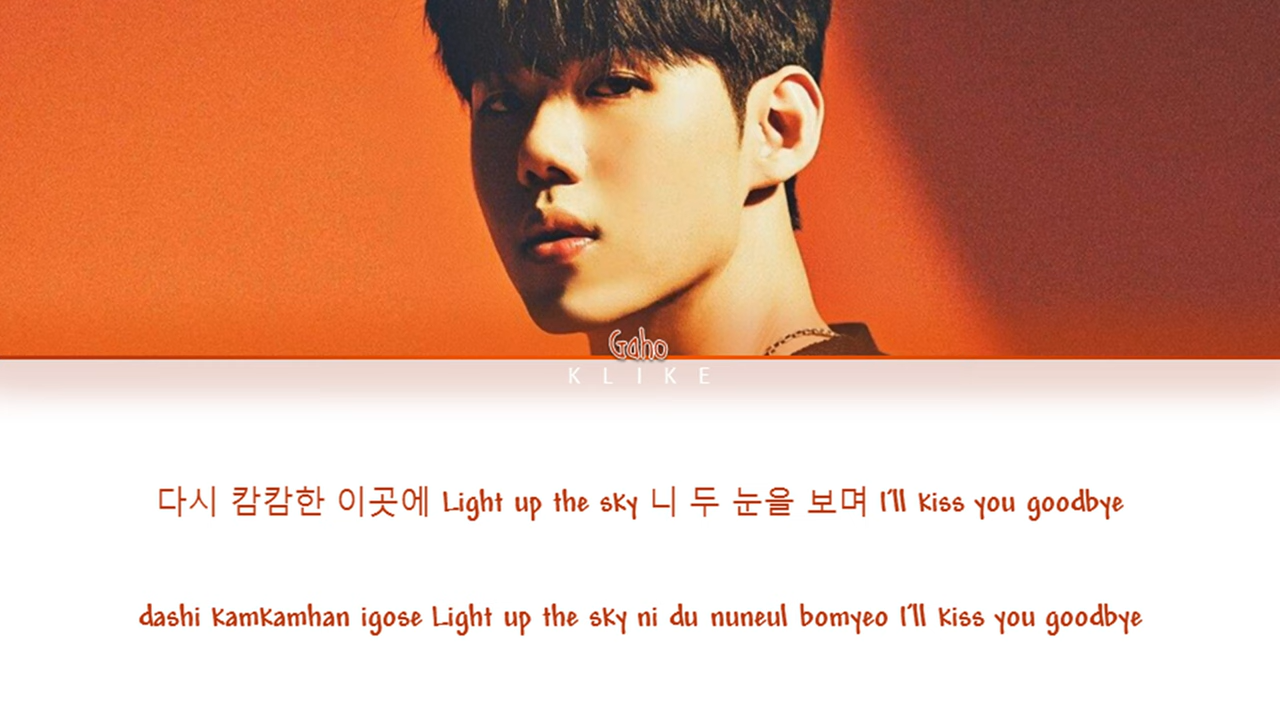 Gaho
KLIKE
다시 캄캄한 이곳에 Light up the sky 니 두 눈을 보며 I'll kiss you goodbye
dashi kamkamhan igose Light up the sky ni du nuneul bomyeo I'll kiss you goodbye